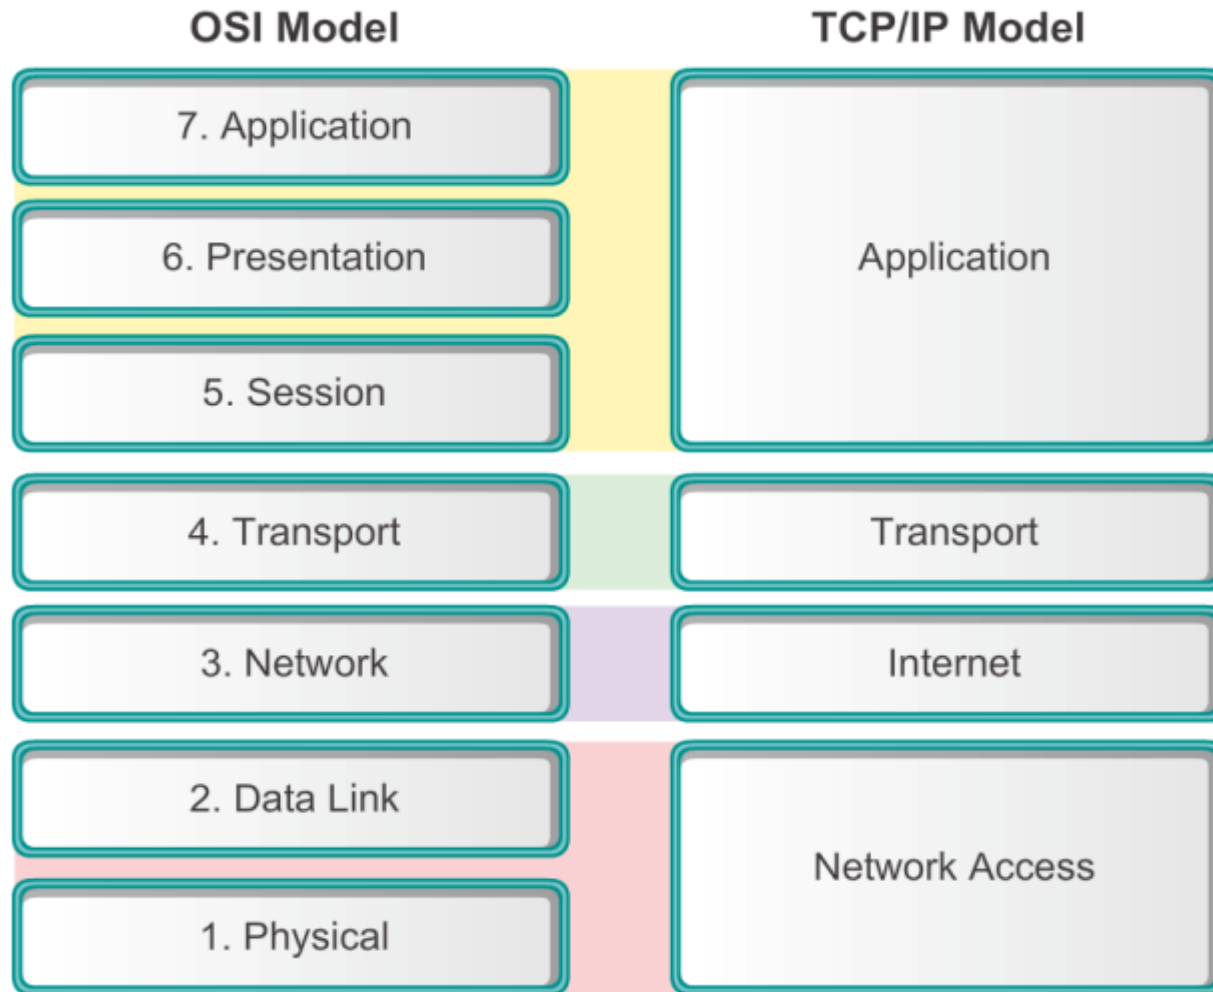 OSI Model
TCP/IP Model
7. Application
6. Presentation
5. Session
Application
4. Transport
Transport
3. Network
Internet
2. Data Link
1. Physical
Network Access